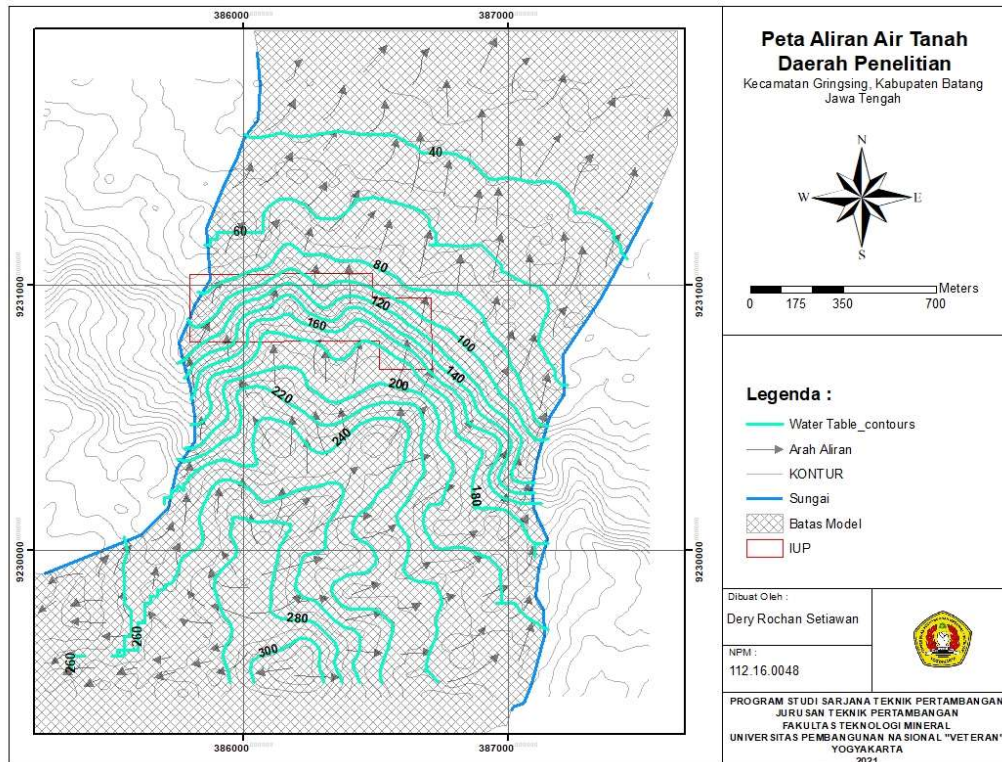 386000
387000
9231000
9230000
40
60
80
120
160
100
140
200
220
240
180
280
300
260
260
9231000
9230000
386000
387000
Peta Aliran Air Tanah
Daerah Penelitian
Kecamatan Gringsing, Kabupaten Batang
Jawa Tengah
N
W
E
S
Meters
0 175 350 700
Legenda :
Water Table_contours
Arah Aliran
KONTUR
Sungai
Batas Model
IUP
Dibuat Oleh :
Dery Rochan Setiawan
NPM :
112.16.0048
PROGRAM STUDI SARJANA TEKNIK PERTAMBANGAN
JURUSAN TEKNIK PERTAMBANGAN
FAKULTAS TEKNOLOGI MINERAL
UNIVERSITAS PEMBANGUNAN NASIONAL "VETERAN"
YOGYAKARTA
2021